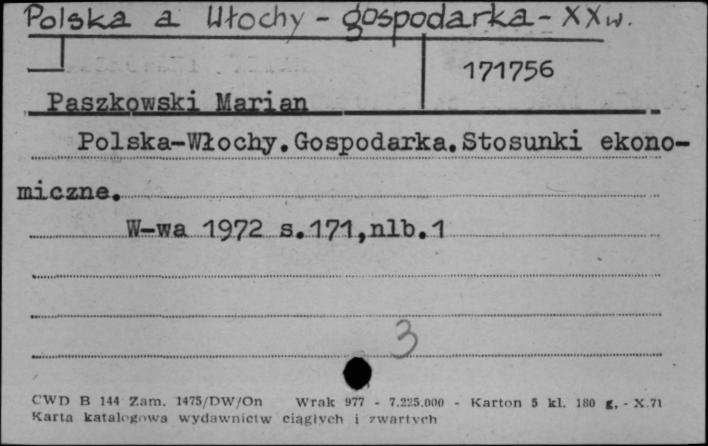 Polska a Włochy - gospodarka - XX w.
171756
Paszkowski Marian
Polska-Włochy.Gospodarka.Stosunki ekono-
miczne.
W-wa 1972 s.171,nlb.1
3
CWD B 144 Zam. 1475/DW/On Wrak 977 - 7.225.000 - Karton 5 kl. 180 g, - X.71
Karta katalogowa wydawnictw ciągłych i zwartych